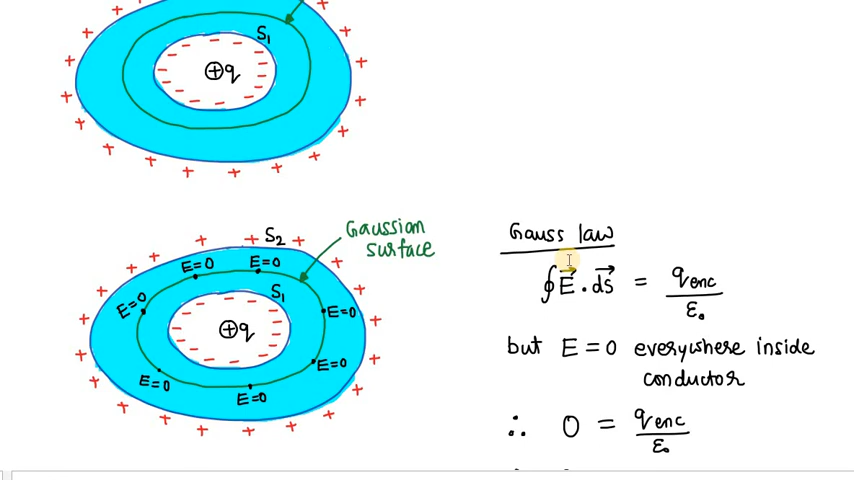 S₁
⊕q
S₂
Gaussian
surface
E=0
E=0
E=0
S₁
E=0
⊕q
E=0
E=0
E=0
Gauss law
∮E⃗ . ds⃗ = qenc/ε₀
but E = 0 everywhere inside
conductor
∴ 0 = qenc/ε₀